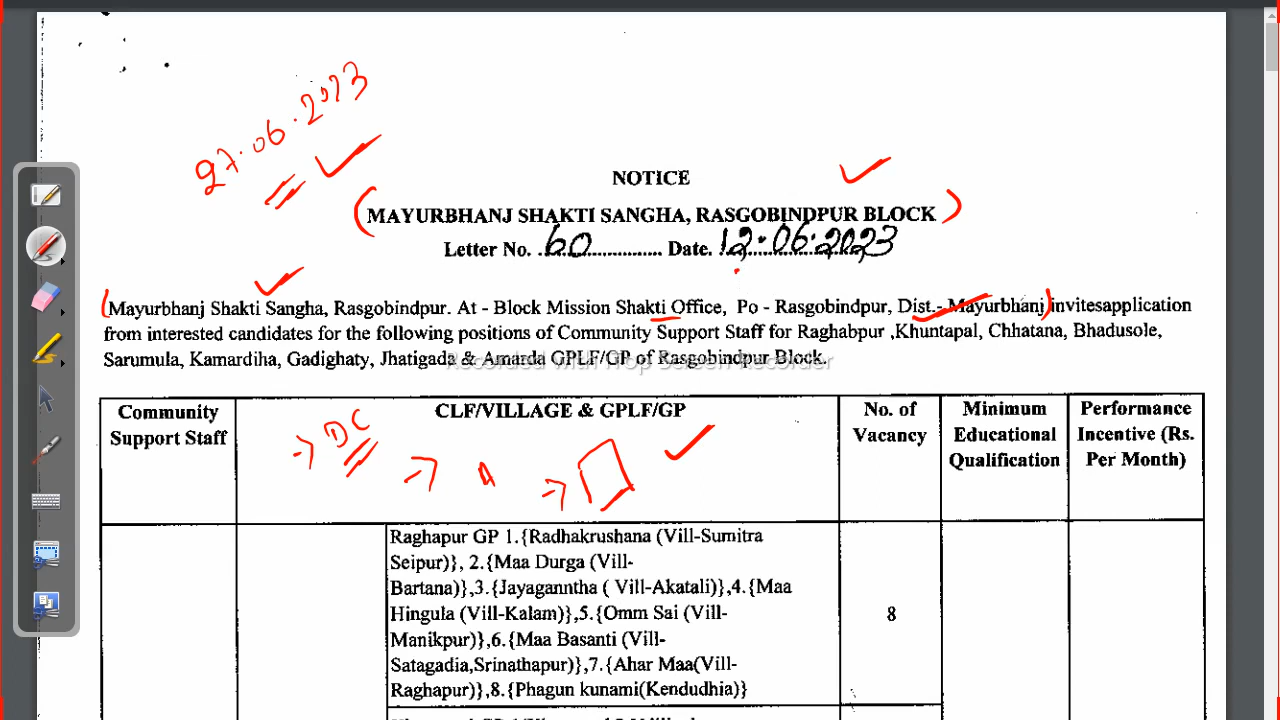 27.06.2023
NOTICE
MAYURBHANJ SHAKTI SANGHA, RASGOBINDPUR BLOCK
Letter No. 60 Date. 12.06.2023
Mayurbhanj Shakti Sangha, Rasgobindpur. At - Block Mission Shakti Office, Po - Rasgobindpur, Dist.- Mayurbhanj invitesapplication
from interested candidates for the following positions of Community Support Staff for Raghabpur ,Khuntapal, Chhatana, Bhadusole,
Sarumula, Kamardiha, Gadighaty, Jhatigada & Amarda GPLF/GP of Rasgobindpur Block.
Recorded with iTop Screen Recorder
Community
Support Staff
CLF/VILLAGE & GPLF/GP
No. of
Vacancy
Minimum
Educational
Qualification
Performance
Incentive (Rs.
Per Month)
DC
A
Raghapur GP 1.{Radhakrushana (Vill-Sumitra
Seipur)}, 2.{Maa Durga (Vill-
Bartana)},3.{Jayaganntha ( Vill-Akatali)},4.{Maa
Hingula (Vill-Kalam)},5.{Omm Sai (Vill-
Manikpur)},6.{Maa Basanti (Vill-
Satagadia,Srinathapur)},7.{Ahar Maa(Vill-
Raghapur)},8.{Phagun kunami(Kendudhia)}
8